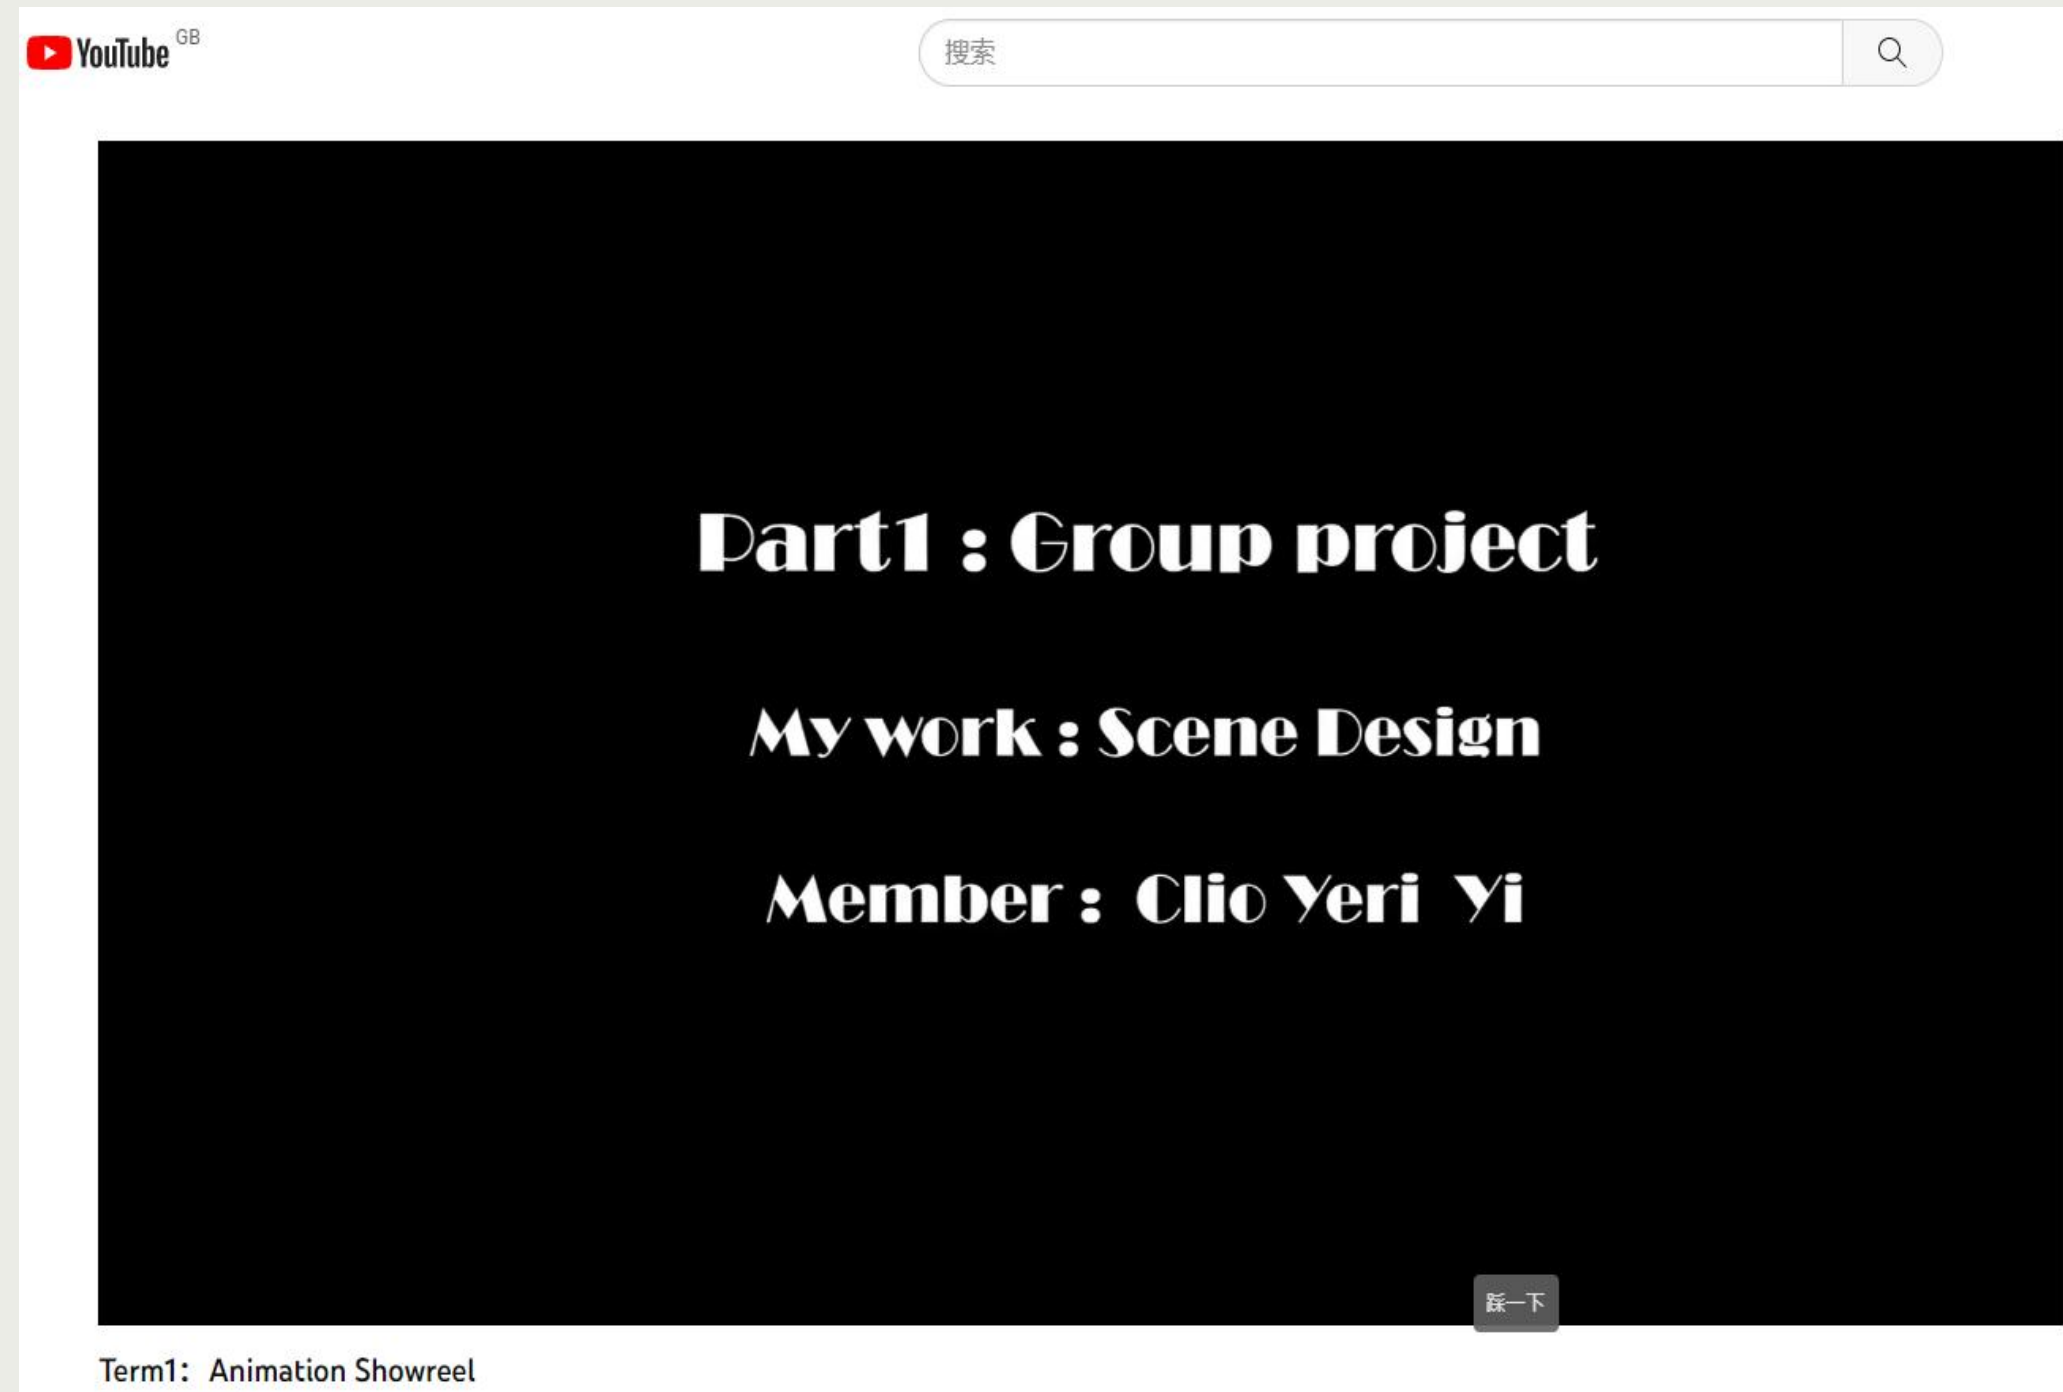 YouTube GB
搜索
Part1 : Group project
My work : Scene Design
Member : Clio Yeri Yi
踩一下
Term1: Animation Showreel